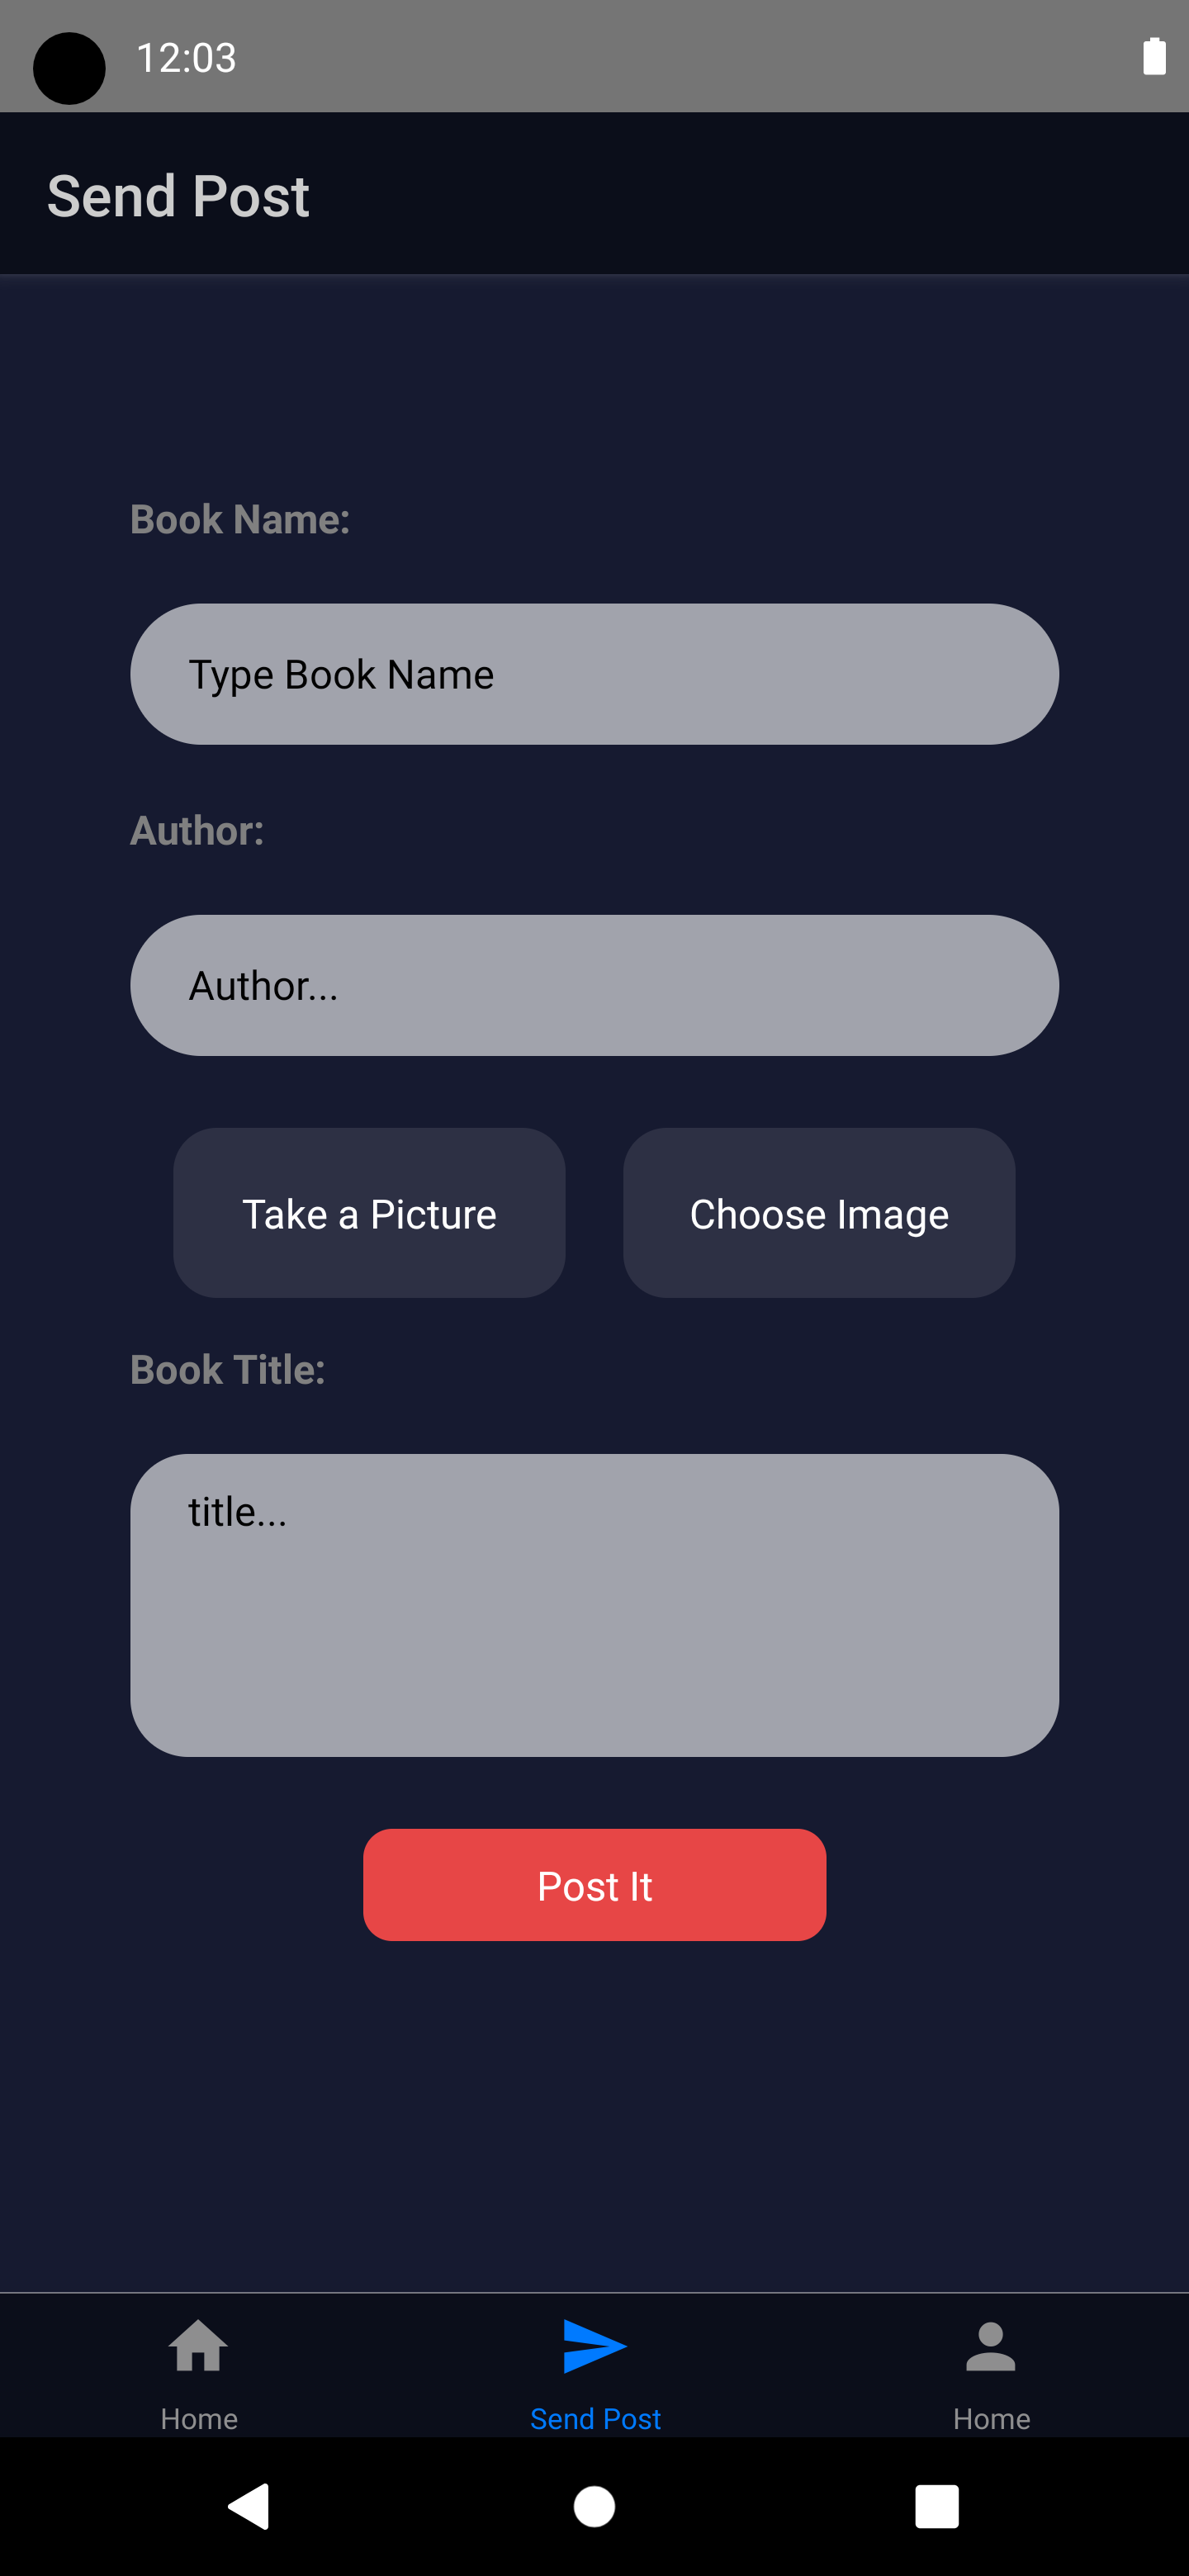 12:03
Send Post
Book Name:
Type Book Name
Author:
Author...
Take a Picture
Choose Image
Book Title:
title...
Post It
Home
Send Post
Home